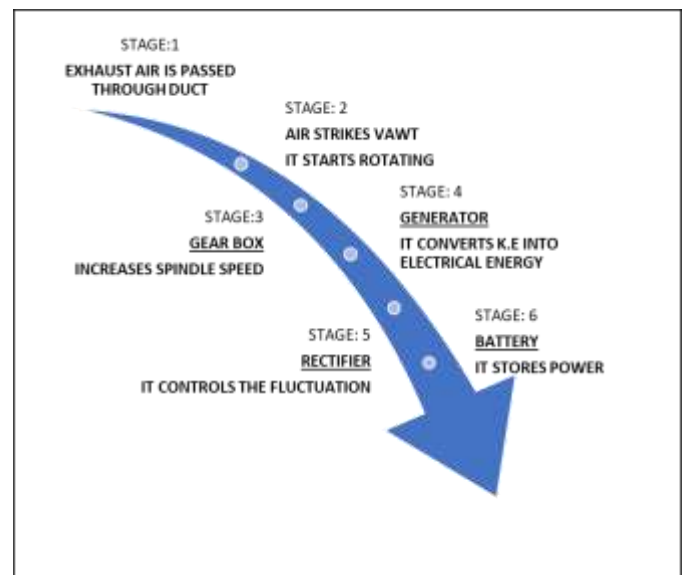 STAGE:1
EXHAUST AIR IS PASSED
THROUGH DUCT
STAGE: 2
AIR STRIKES VAWT
IT STARTS ROTATING
STAGE:3
GEAR BOX
INCREASES SPINDLE SPEED
STAGE: 4
GENERATOR
IT CONVERTS K.E INTO
ELECTRICAL ENERGY
STAGE: 5
RECTIFIER
IT CONTROLS THE FLUCTUATION
STAGE: 6
BATTERY
IT STORES POWER